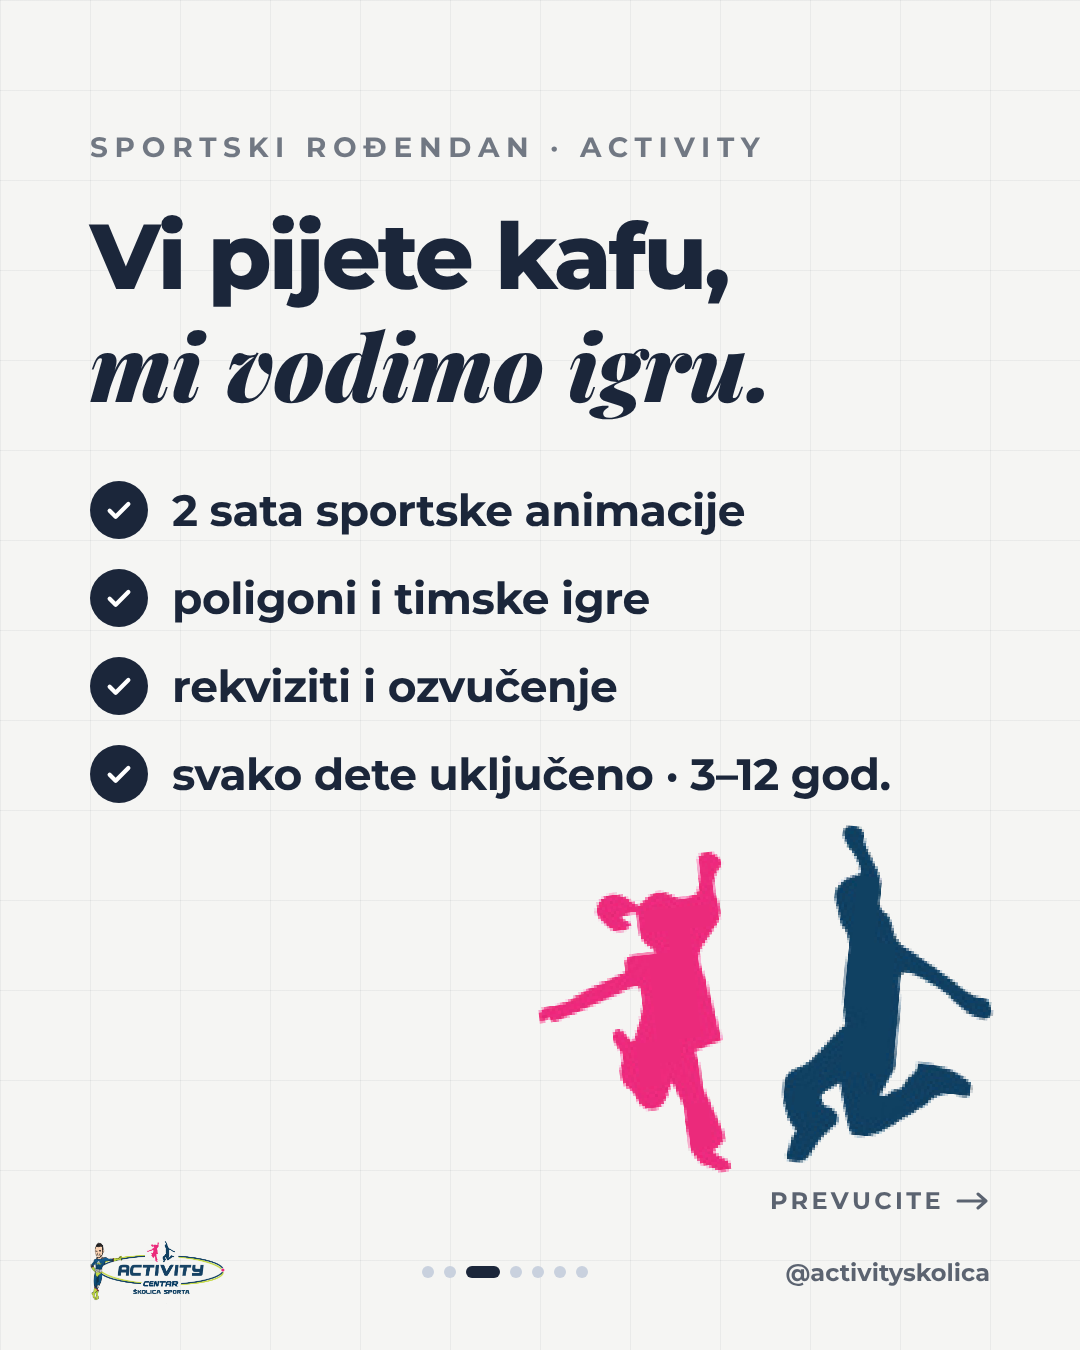 SPORTSKI ROĐENDAN · ACTIVITY
Vi pijete kafu,
mi vodimo igru.
2 sata sportske animacije
poligoni i timske igre
rekviziti i ozvučenje
svako dete uključeno · 3–12 god.
PREVUCITE →
ACTIVITY
CENTAR
ŠKOLICA SPORTA
@activityskolica